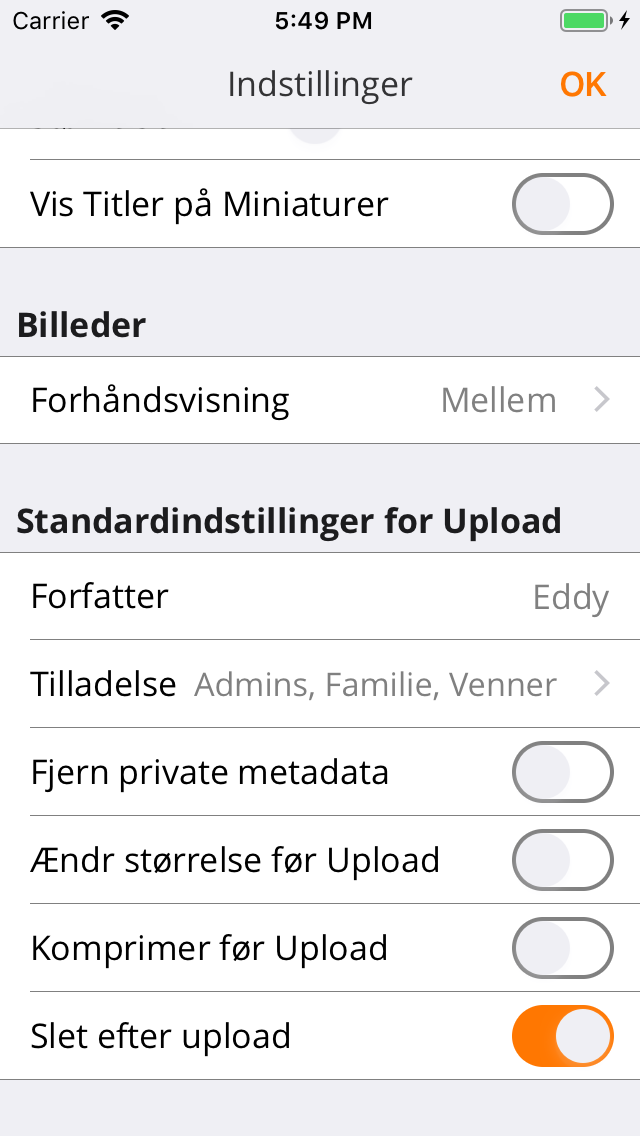 Carrier 5:49 PM
Indstillinger OK
Vis Titler på Miniaturer
Billeder
Forhåndsvisning Mellem
Standardindstillinger for Upload
Forfatter Eddy
Tilladelse Admins, Familie, Venner
Fjern private metadata
Ændr størrelse før Upload
Komprimer før Upload
Slet efter upload